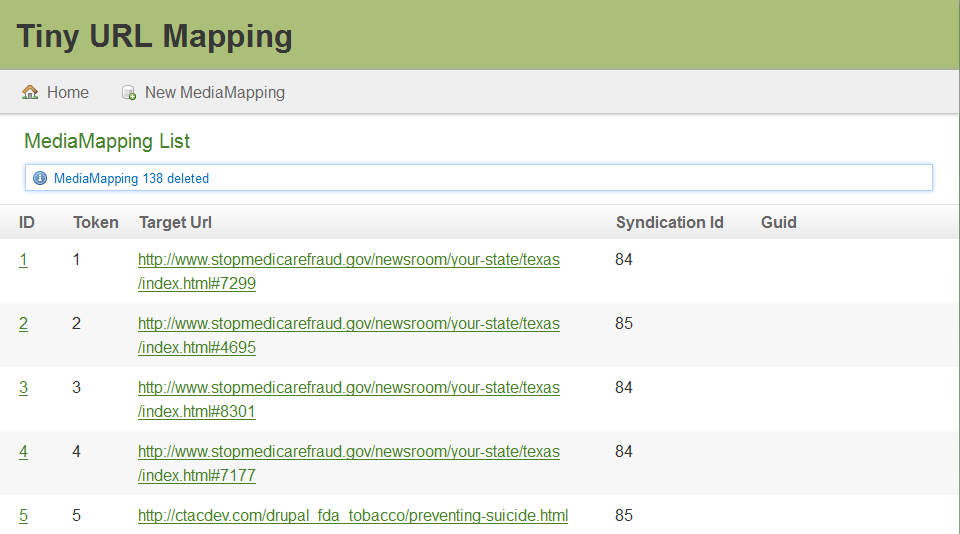 Tiny URL Mapping
Home New MediaMapping
MediaMapping List
MediaMapping 138 deleted
ID Token Target Url Syndication Id Guid
1 1 http://www.stopmedicarefraud.gov/newsroom/your-state/texas 84
/index.html#7299
2 2 http://www.stopmedicarefraud.gov/newsroom/your-state/texas 85
/index.html#4695
3 3 http://www.stopmedicarefraud.gov/newsroom/your-state/texas 84
/index.html#8301
4 4 http://www.stopmedicarefraud.gov/newsroom/your-state/texas 84
/index.html#7177
5 5 http://ctacdev.com/drupal_fda_tobacco/preventing-suicide.html 85